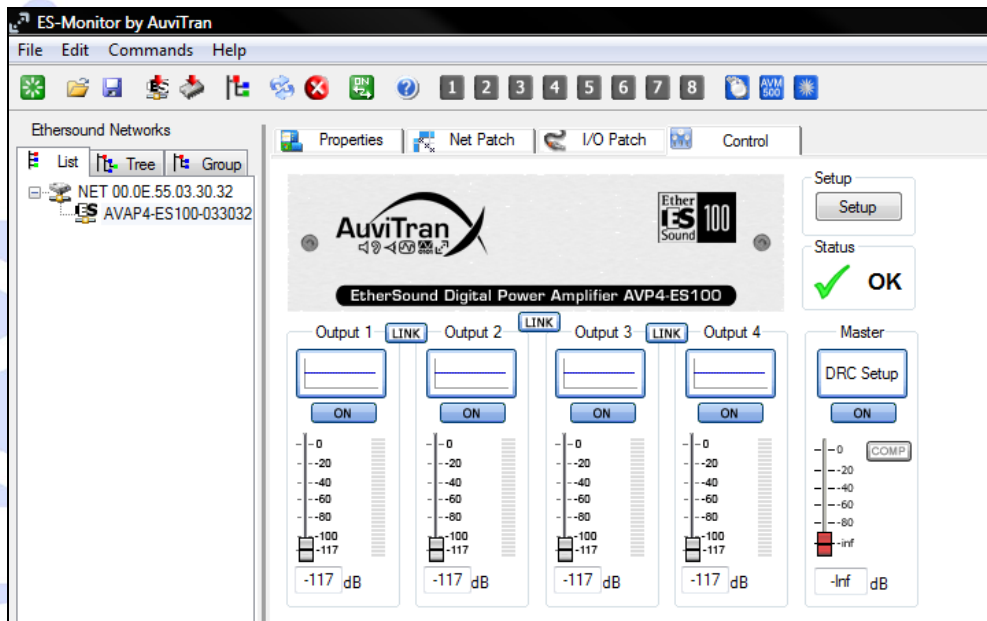 ES-Monitor by AuviTran
File Edit Commands Help
ON 1 2 3 4 5 6 7 8 AVM 500
Ethersound Networks
List Tree Group
NET 00.0E.55.03.30.32
AVAP4-ES100-033032
Properties Net Patch I/O Patch Control
AuviTran
Ether ES Sound 100
EtherSound Digital Power Amplifier AVP4-ES100
Setup
Setup
Status
OK
Output 1 LINK Output 2 LINK Output 3 LINK Output 4 Master
DRC Setup
ON ON ON ON ON
-0 -0 -0 -0 -0 COMP
-20 -20 -20 -20 -20
-40 -40 -40 -40 -40
-60 -60 -60 -60 -60
-80 -80 -80 -80 -80
-100 -100 -100 -100 -inf
-117 -117 -117 -117
-117 dB -117 dB -117 dB -117 dB -Inf dB